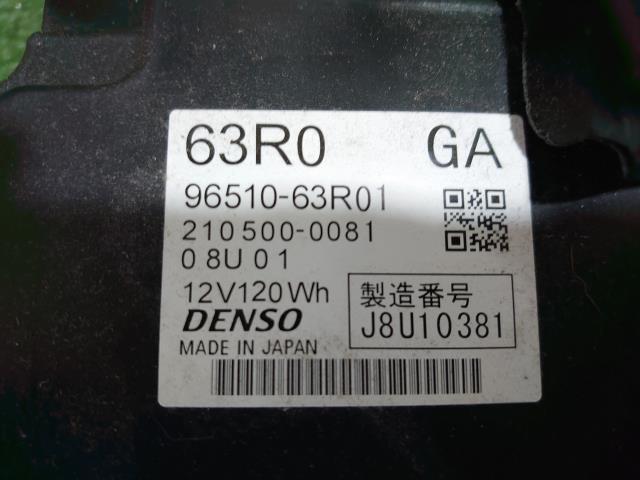 63R0 GA
96510-63R01
210500-0081
08U01
12V120Wh
DENSO
MADE IN JAPAN
製造番号
J8U10381